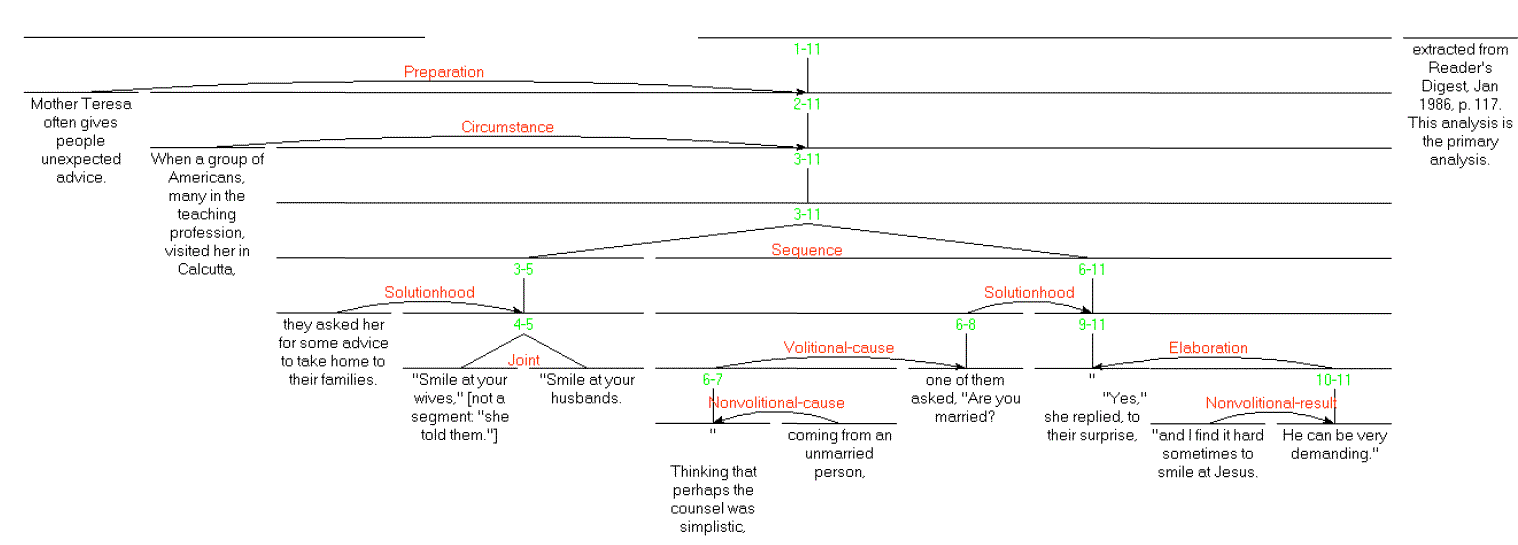 1-11
extracted from
Reader's
Digest, Jan
1986, p. 117.
This analysis is
the primary
analysis.
Preparation
Mother Teresa
often gives
people
unexpected
advice.
2-11
Circumstance
When a group of
Americans,
many in the
teaching
profession,
visited her in
Calcutta,
3-11
3-11
Sequence
3-5
6-11
Solutionhood
Solutionhood
they asked her
for some advice
to take home to
their families.
4-5
6-8
9-11
Joint
Volitional-cause
Elaboration
"Smile at your
wives," [not a
segment: "she
told them."]
"Smile at your
husbands.
6-7
one of them
asked, "Are you
married?
"
"Yes,"
she replied, to
their surprise,
10-11
Nonvolitional-cause
Nonvolitional-result
"
Thinking that
perhaps the
counsel was
simplistic,
coming from an
unmarried
person,
"and I find it hard
sometimes to
smile at Jesus.
He can be very
demanding."